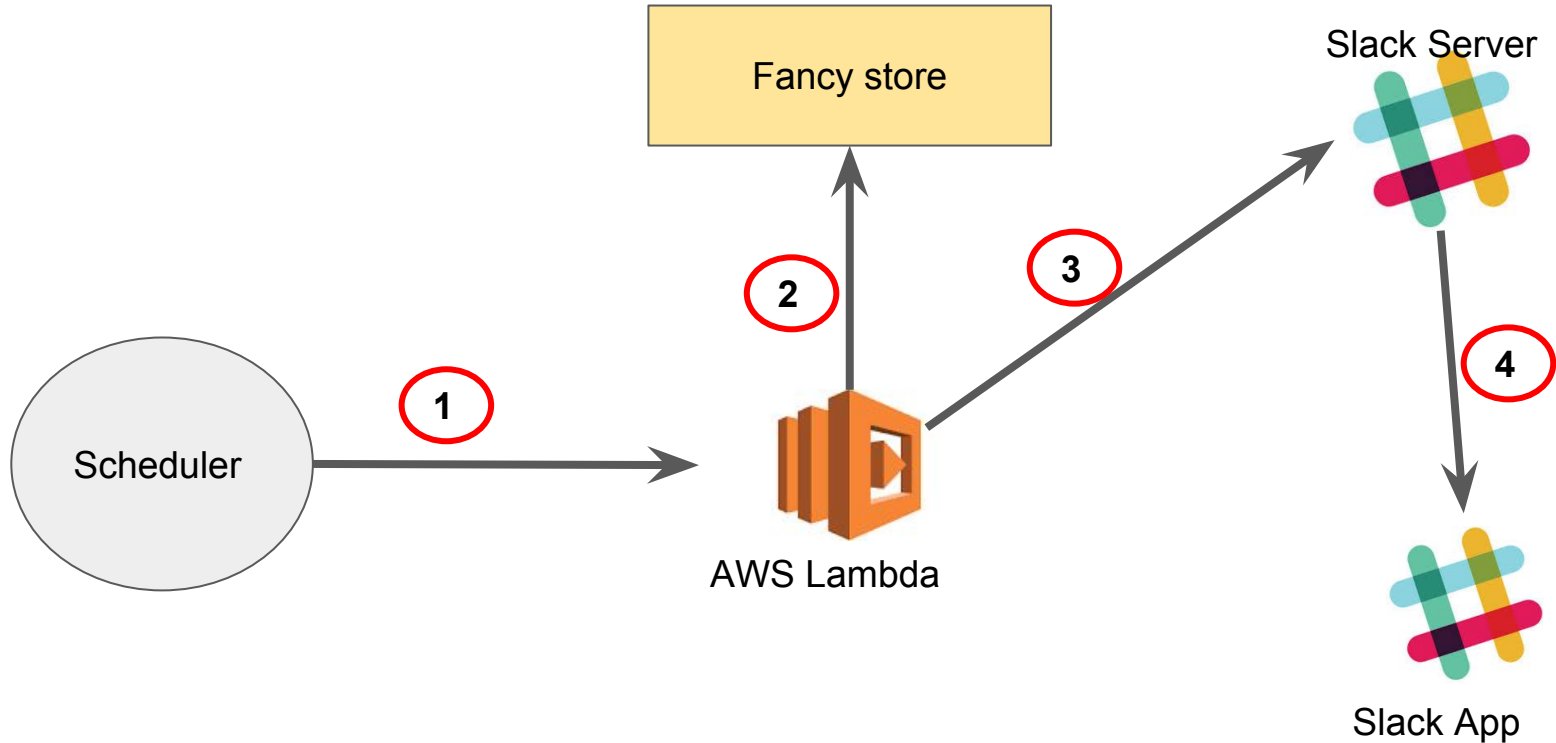 Slack Server
Fancy store
3
2
4
1
Scheduler
AWS Lambda
Slack App